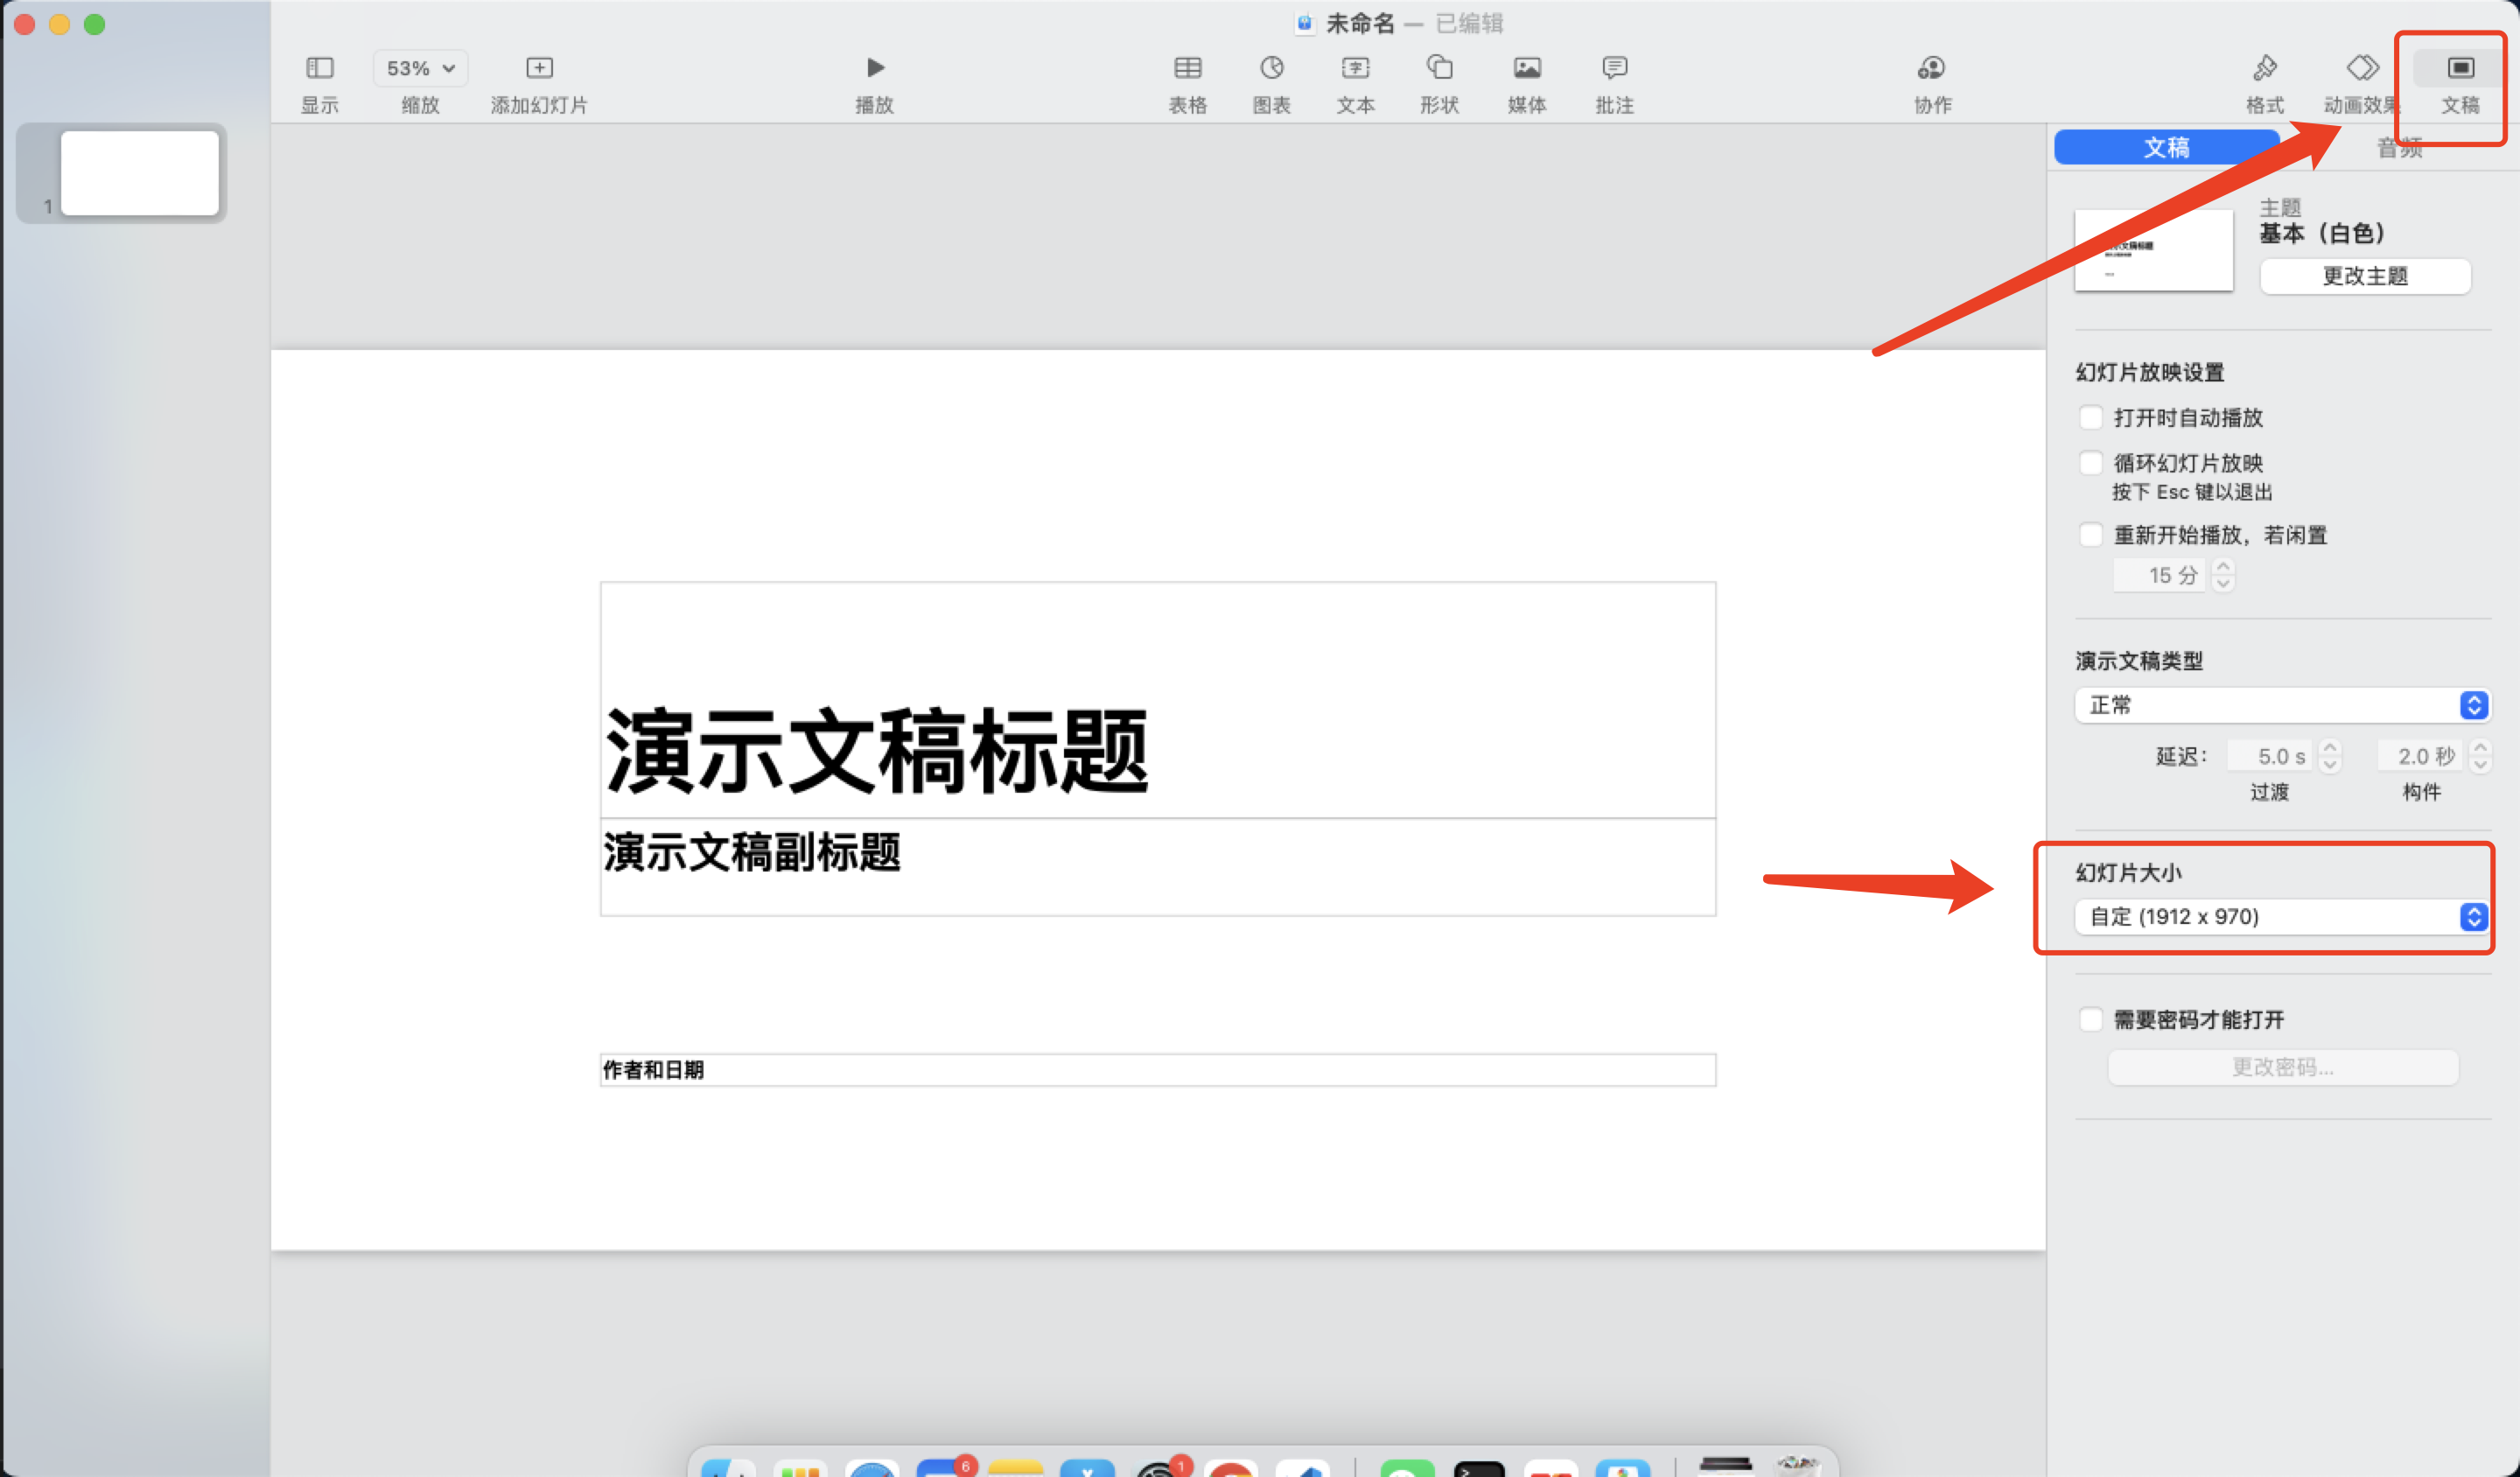 未命名 — 已编辑
53%
显示
缩放
添加幻灯片
播放
表格
图表
文本
形状
媒体
批注
协作
格式
动画效果
文稿
1
演示文稿标题
演示文稿副标题
作者和日期
文稿
音频
主题
基本（白色）
更改主题
幻灯片放映设置
打开时自动播放
循环幻灯片放映
按下 Esc 键以退出
重新开始播放，若闲置
15 分
演示文稿类型
正常
延迟： 5.0 s 2.0 秒
过渡 构件
幻灯片大小
自定 (1912 x 970)
需要密码才能打开
更改密码...
6
1